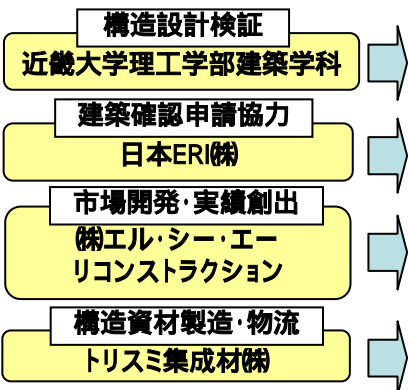 構造設計検証
近畿大学理工学部建築学科
建築確認申請協力
日本ERI㈱
市場開発・実績創出
㈱エル・シー・エー
リコンストラクション
構造資材製造・物流
トリスミ集成材㈱